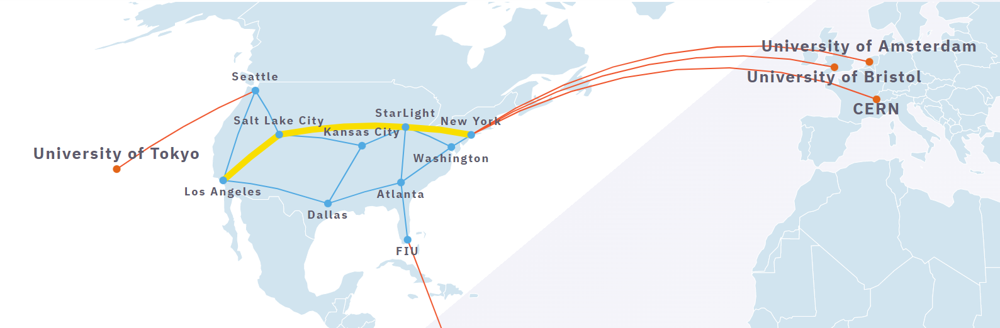 University of Amsterdam
Seattle
University of Bristol
CERN
StarLight
Salt Lake City
New York
Kansas City
University of Tokyo
Washington
Los Angeles
Atlanta
Dallas
FIU